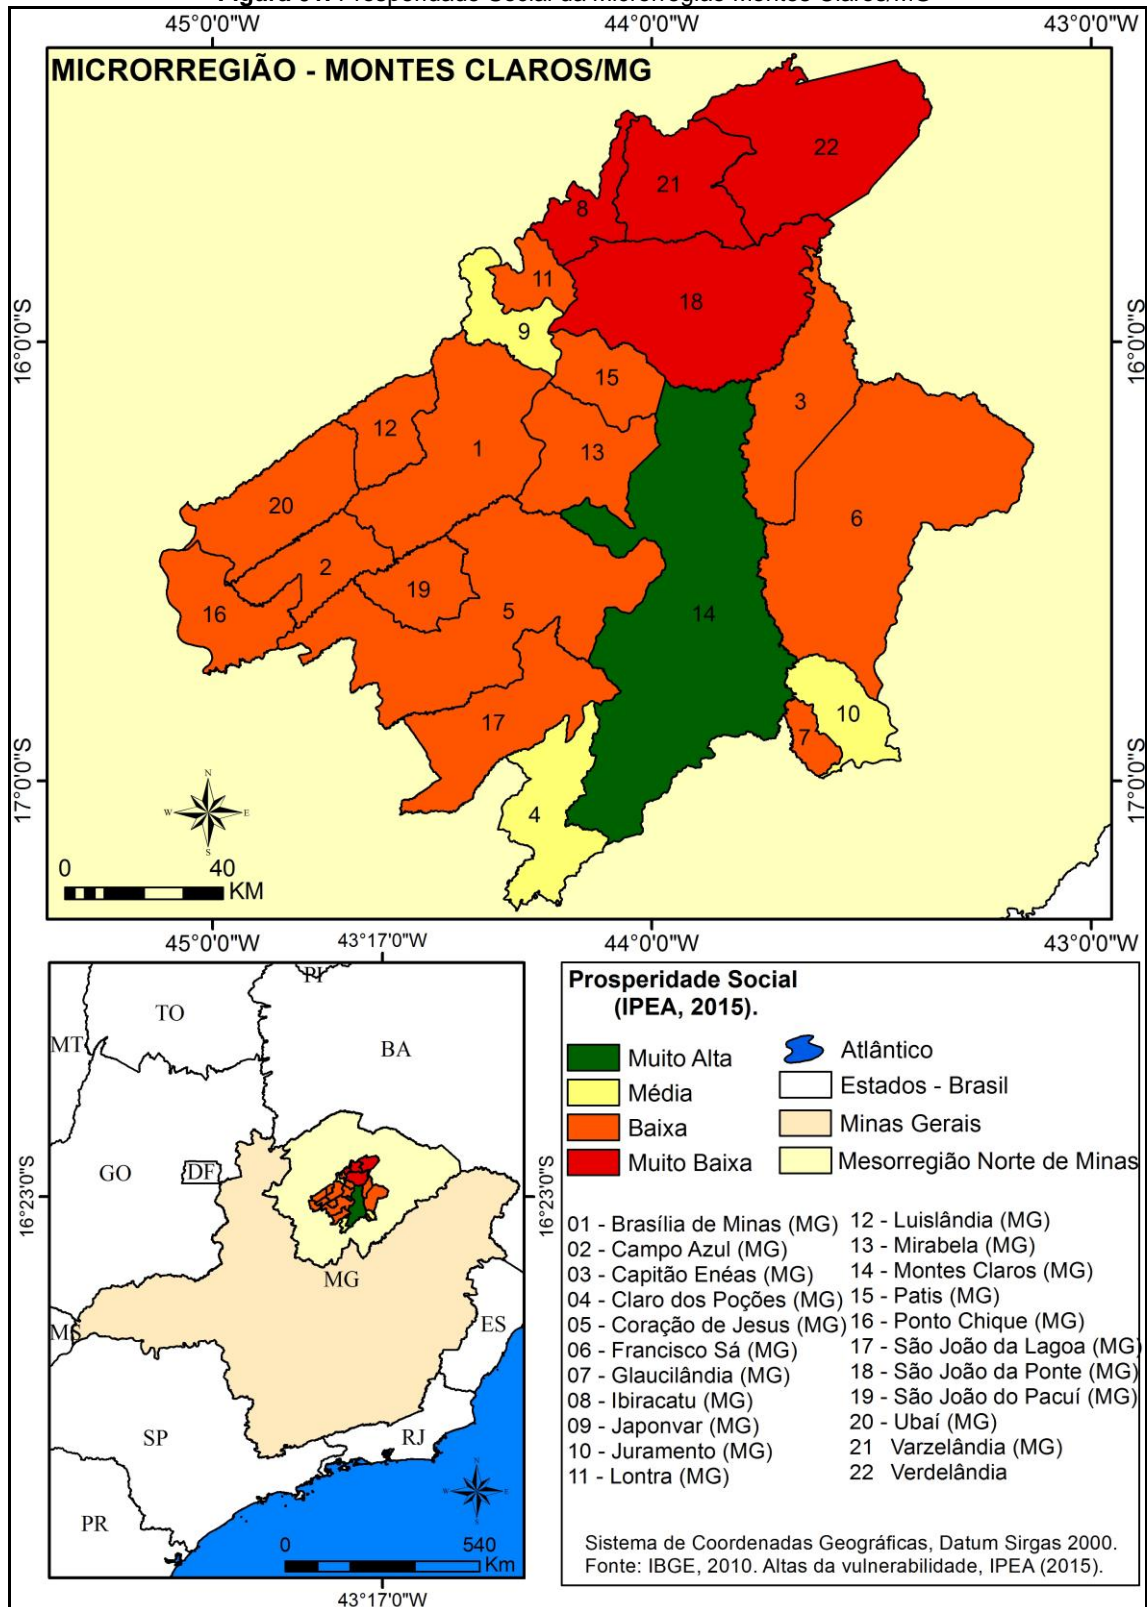 45°0'0"W 44°0'0"W 43°0'0"W
MICRORREGIÃO - MONTES CLAROS/MG
22
21
8
11
18
9
16°0'0"S 16°0'0"S
15
3
12
1
13
20
6
2
19
16
5
14
17
10
7
17°0'0"S 17°0'0"S
4
N
W E
S
0 40
KM
45°0'0"W 43°17'0"W 44°0'0"W 43°0'0"W
PI
TO
MT
BA
GO
DF
16°23'0"S 16°23'0"S
MG
ES
MS
SP
RJ
PR
N
W E
S
0 540
Km
43°17'0"W
Prosperidade Social
(IPEA, 2015).
Muito Alta
Média
Baixa
Muito Baixa
Atlântico
Estados - Brasil
Minas Gerais
Mesorregião Norte de Minas
01 - Brasília de Minas (MG)
02 - Campo Azul (MG)
03 - Capitão Enéas (MG)
04 - Claro dos Poções (MG)
05 - Coração de Jesus (MG)
06 - Francisco Sá (MG)
07 - Glaucilândia (MG)
08 - Ibiracatu (MG)
09 - Japonvar (MG)
10 - Juramento (MG)
11 - Lontra (MG)
12 - Luislândia (MG)
13 - Mirabela (MG)
14 - Montes Claros (MG)
15 - Patis (MG)
16 - Ponto Chique (MG)
17 - São João da Lagoa (MG)
18 - São João da Ponte (MG)
19 - São João do Pacuí (MG)
20 - Ubaí (MG)
21 Varzelândia (MG)
22 Verdelândia
Sistema de Coordenadas Geográficas, Datum Sirgas 2000.
Fonte: IBGE, 2010. Altas da vulnerabilidade, IPEA (2015).